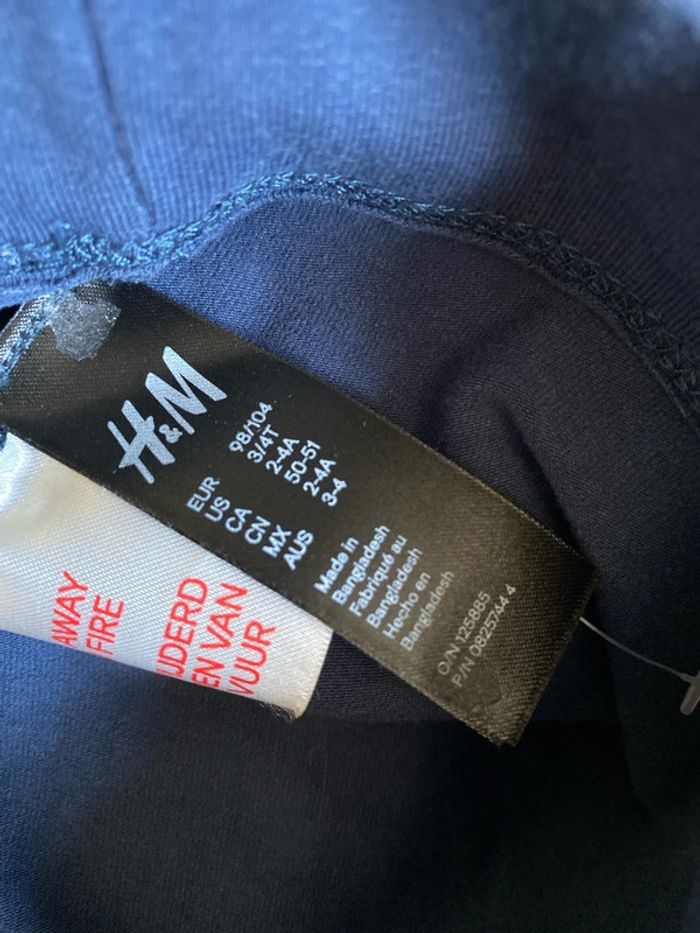 H&M
EUR 98/104
US 3/4T
CA 2-4A
CN 50-51
MX 2-4A
AUS 3-4
Made in
Bangladesh
Fabriqué au
Bangladesh
Hecho en
Bangladesh
O/N 125885
P/N 0825744 4
AWAY
FIRE
UDERD
EN VAN
VUUR